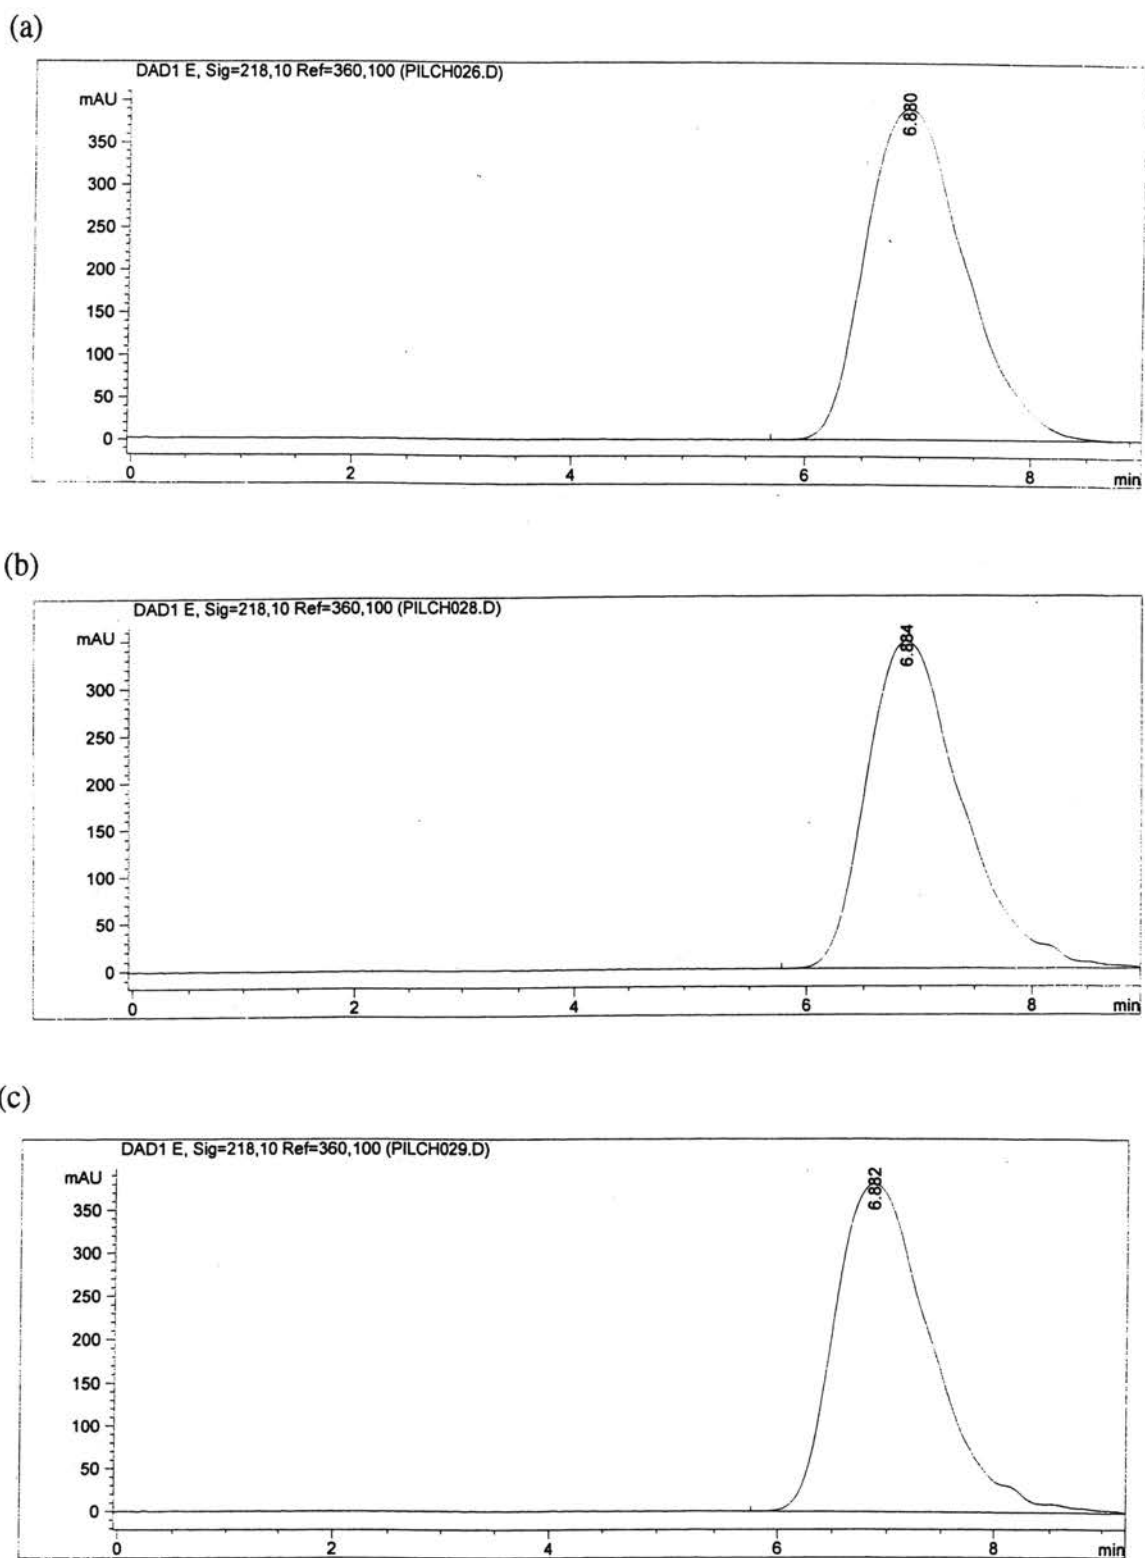 (a)
DAD1 E, Sig=218,10 Ref=360,100 (PILCH026.D)
mAU
6.880
350
300
250
200
150
100
50
0
0 2 4 6 8 min
(b)
DAD1 E, Sig=218,10 Ref=360,100 (PILCH028.D)
mAU
6.884
300
250
200
150
100
50
0
0 2 4 6 8 min
(c)
DAD1 E, Sig=218,10 Ref=360,100 (PILCH029.D)
mAU
6.882
350
300
250
200
150
100
50
0
0 2 4 6 8 min